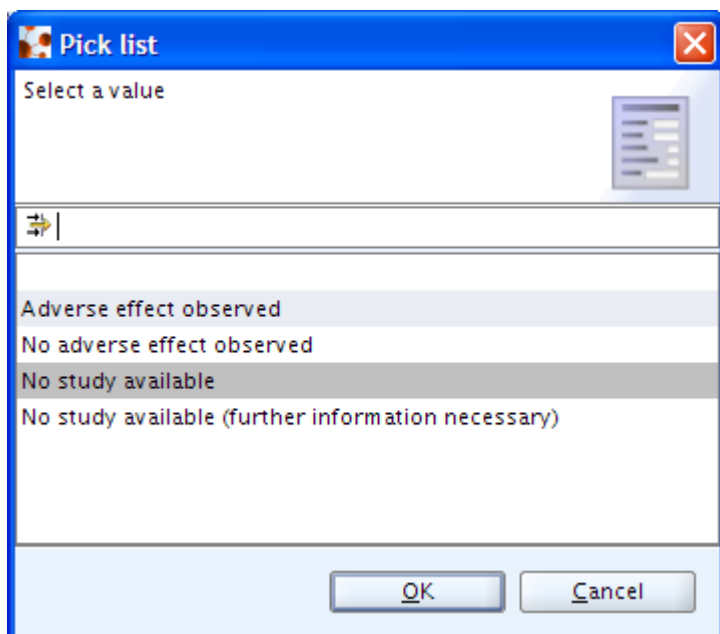 Pick list
Select a value
Adverse effect observed
No adverse effect observed
No study available
No study available (further information necessary)
OK
Cancel